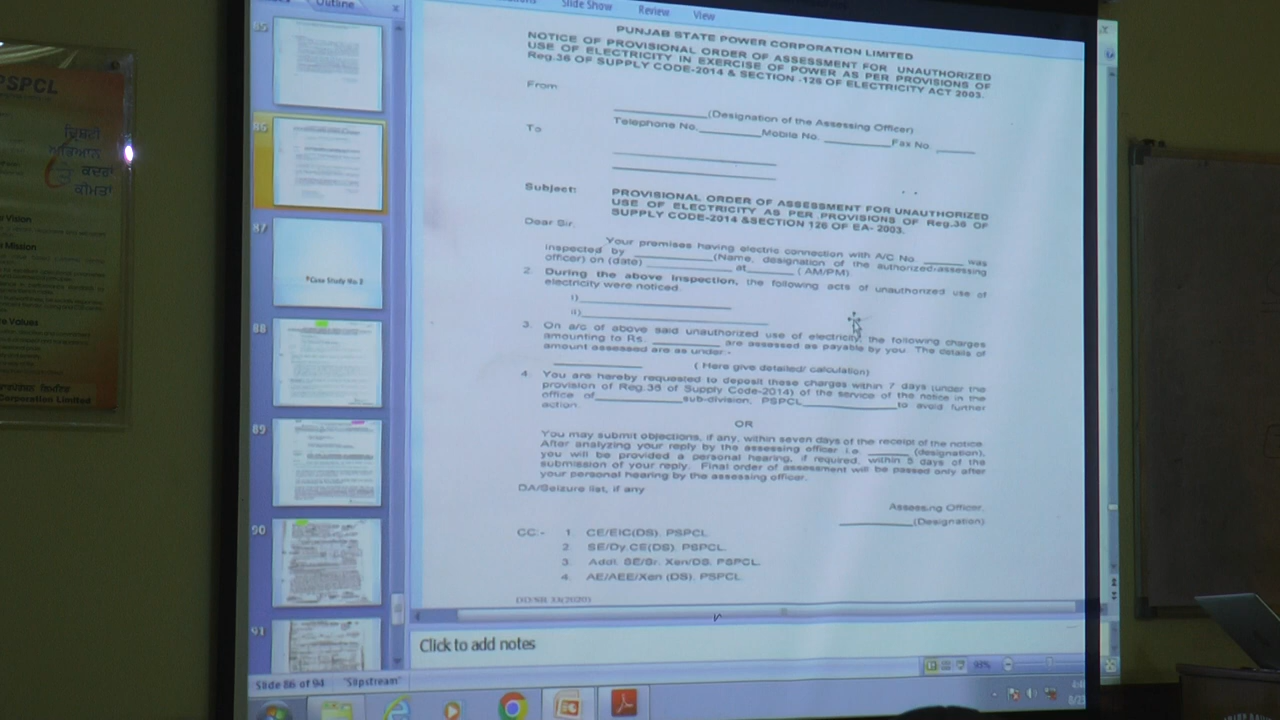 PSPCL
ਦ੍ਰਿਸ਼ਟੀ
ਕਦਰਾਂ
ਕੀਮਤਾਂ
Vision
Mission
Values
Corporation Limited
Outline
Slide Show Review View
86
87
Case Study No.
88
89
90
91
PUNJAB STATE POWER CORPORATION LIMITED
NOTICE OF PROVISIONAL ORDER OF ASSESSMENT FOR UNAUTHORIZED
USE OF ELECTRICITY IN EXERCISE OF POWER AS PER PROVISIONS OF
Reg.36 OF SUPPLY CODE-2014 & SECTION -126 OF ELECTRICITY ACT 2003.
From
(Designation of the Assessing Officer)
Telephone No. Mobile No. Fax No.
To
Subject: PROVISIONAL ORDER OF ASSESSMENT FOR UNAUTHORIZED
USE OF ELECTRICITY AS PER PROVISIONS OF Reg.36 OF
SUPPLY CODE-2014 &SECTION 126 OF EA- 2003.
Dear Sir,
Your premises having electric connection with A/C No. was
inspected by (Name, designation of the authorized-assessing
officer) on (date) at ( AM/PM).
2. During the above inspection, the following acts of unauthorized use of
electricity were noticed.
i)
ii)
3. On a/c of above said unauthorized use of electricity, the following charges
amounting to Rs. are assessed as payable by you. The details of
amount assessed are as under:-
( Here give detailed/ calculation)
4. You are hereby requested to deposit these charges within 7 days (under the
provision of Reg.36 of Supply Code-2014) of the service of the notice in the
office of sub-division, PSPCL to avoid further
action.
OR
You may submit objections, if any, within seven days of the receipt of the notice.
After analyzing your reply by the assessing officer i.e. (designation),
you will be provided a personal hearing, if required, within 5 days of the
submission of your reply. Final order of assessment will be passed only after
your personal hearing by the assessing officer.
DA/Seizure list, if any
Assessing Officer,
(Designation)
CC:- 1. CE/EIC(DS), PSPCL.
2. SE/Dy.CE(DS), PSPCL.
3. Addl. SE/Sr. Xen/DS, PSPCL.
4. AE/AEE/Xen (DS), PSPCL
Click to add notes
Slide 86 of 94 "Slipstream"
93%